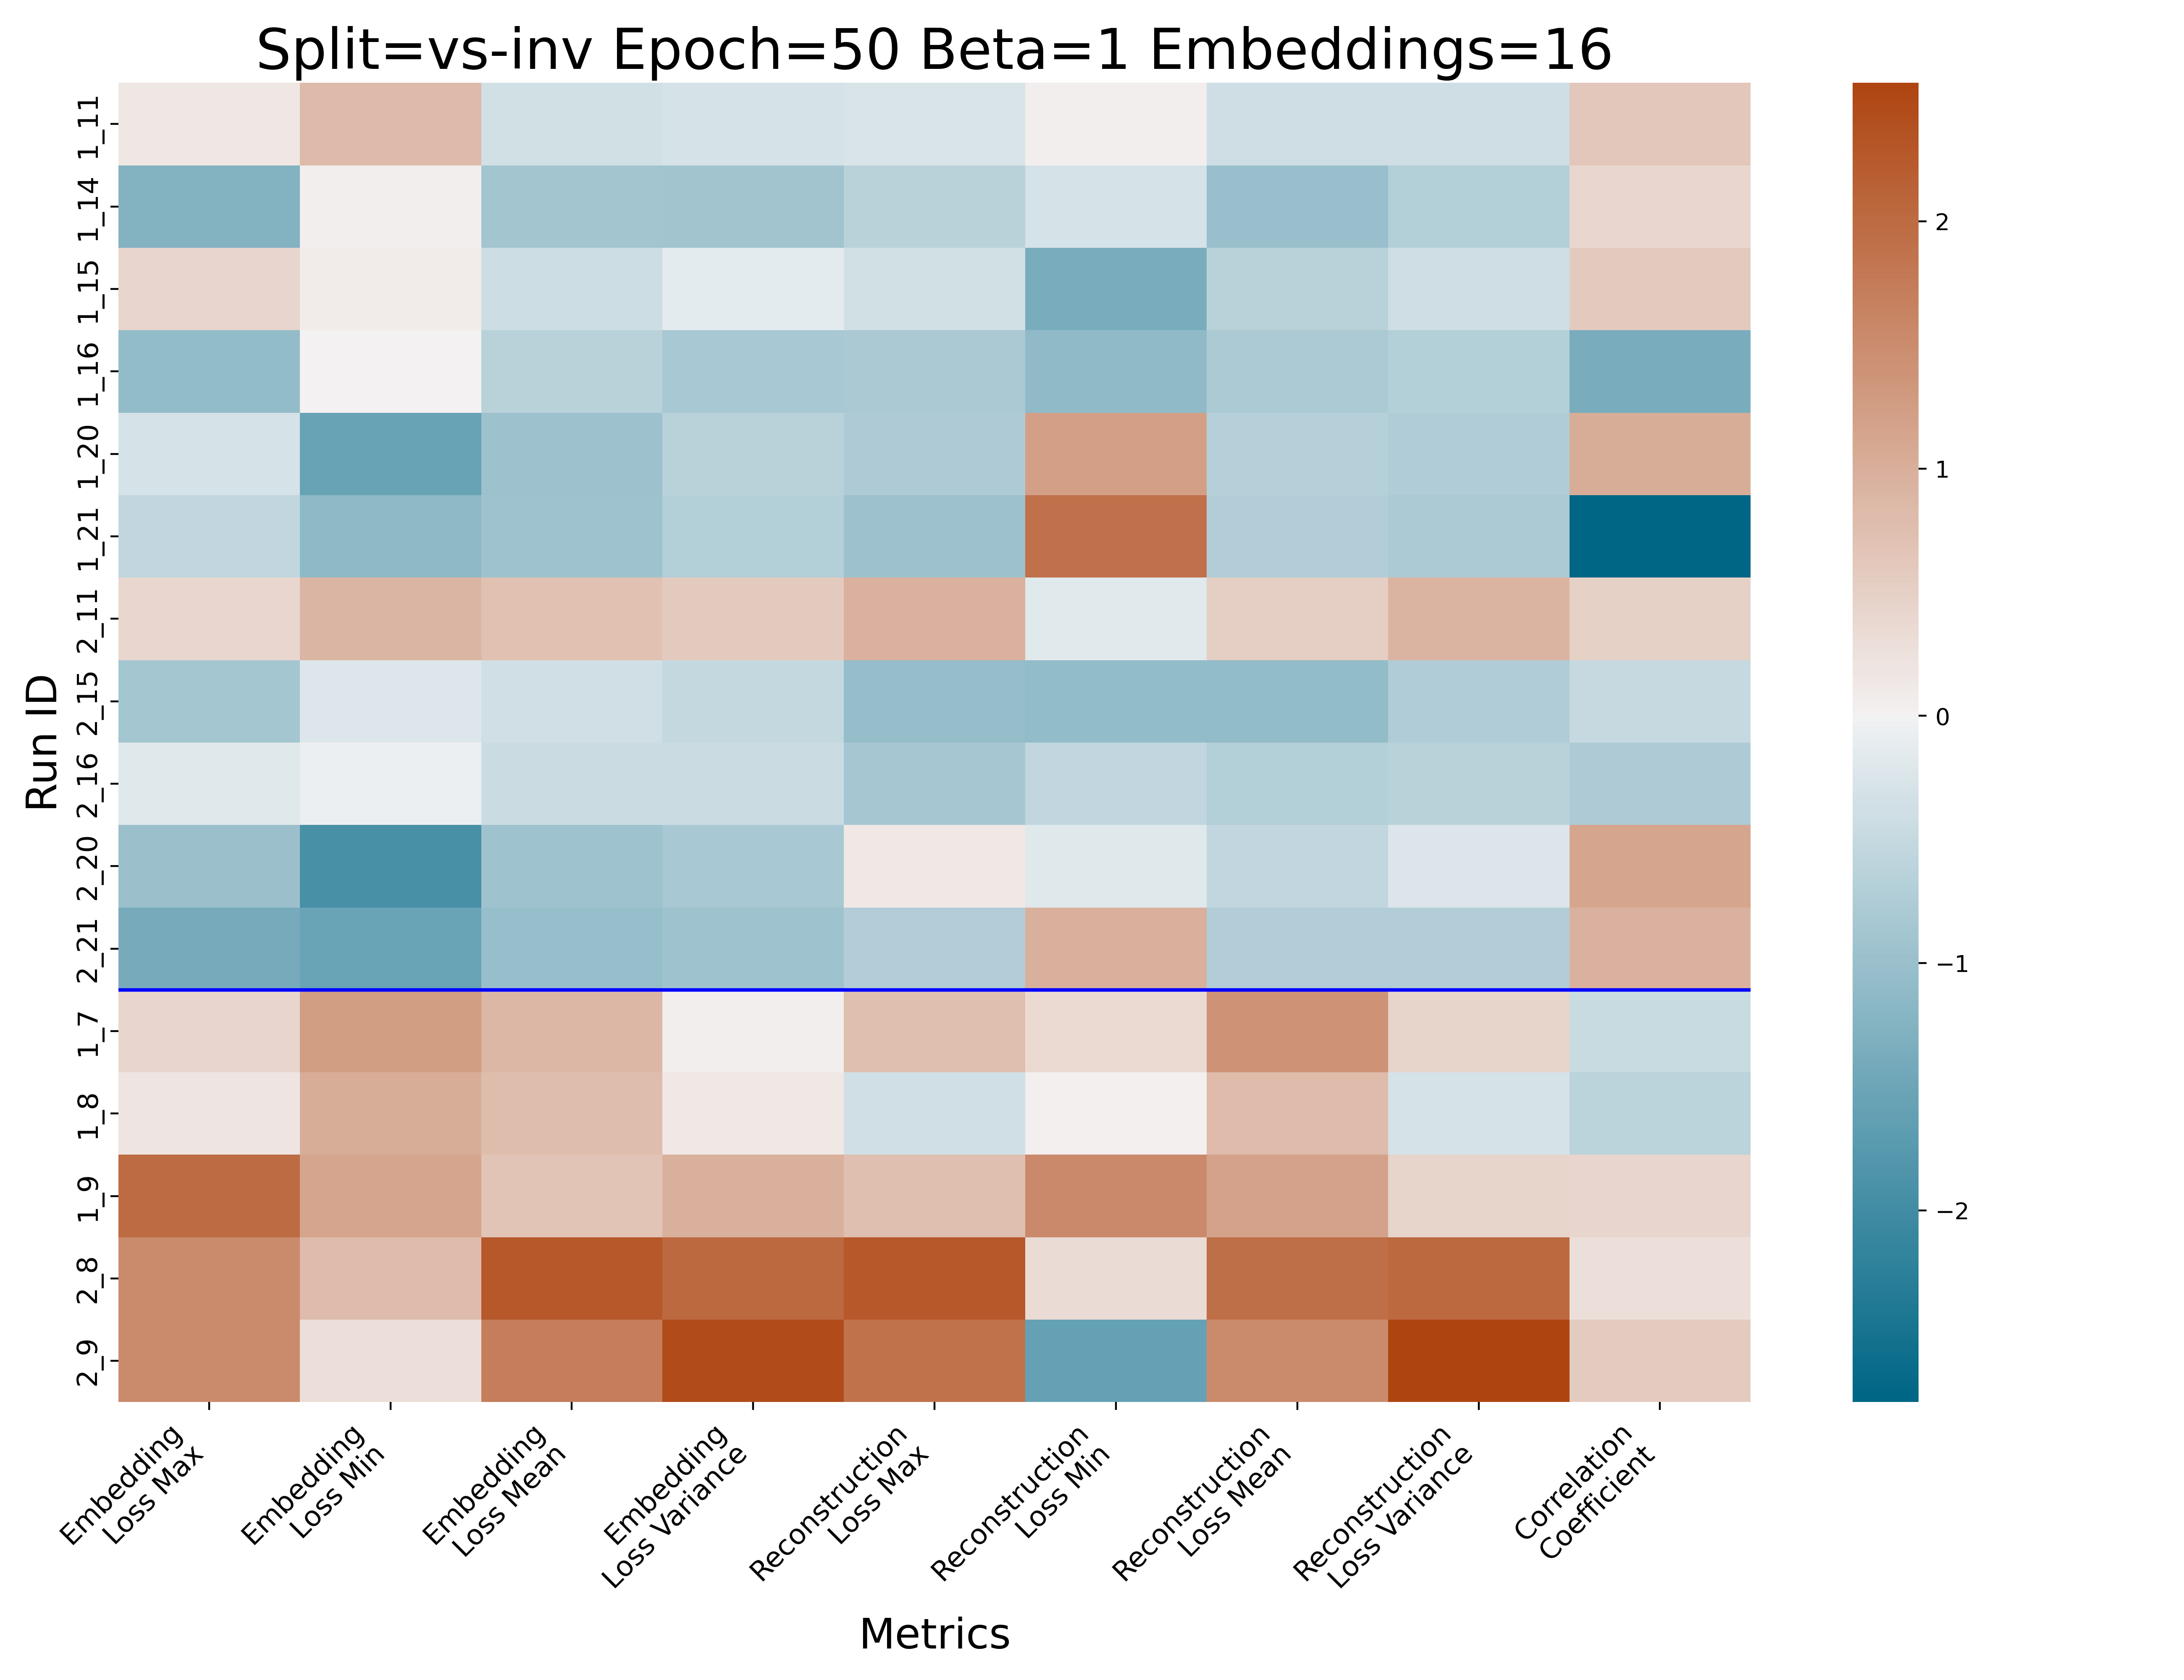 Split=vs-inv Epoch=50 Beta=1 Embeddings=16
Run ID
1_11
1_14
1_15
1_16
1_20
1_21
2_11
2_15
2_16
2_20
2_21
1_7
1_8
1_9
2_8
2_9
2
1
0
−1
−2
Embedding
Loss Max
Embedding
Loss Min
Embedding
Loss Mean
Embedding
Loss Variance
Reconstruction
Loss Max
Reconstruction
Loss Min
Reconstruction
Loss Mean
Reconstruction
Loss Variance
Correlation
Coefficient
Metrics